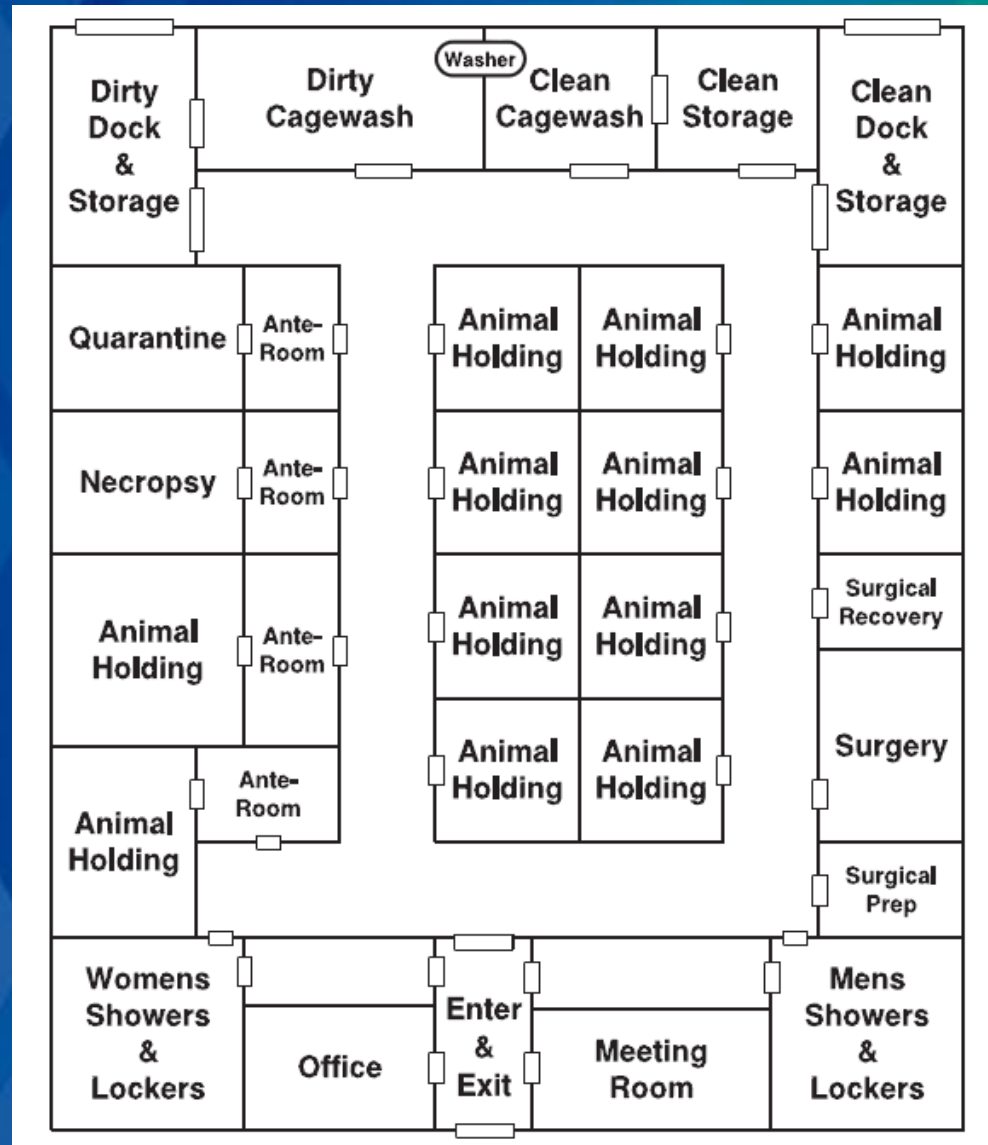 Washer
Dirty
Dock
&
Storage
Dirty
Cagewash
Clean
Cagewash
Clean
Storage
Clean
Dock
&
Storage
Quarantine
Ante-
Room
Animal
Holding
Animal
Holding
Animal
Holding
Necropsy
Ante-
Room
Animal
Holding
Animal
Holding
Animal
Holding
Animal
Holding
Ante-
Room
Animal
Holding
Animal
Holding
Surgical
Recovery
Surgery
Animal
Holding
Ante-
Room
Animal
Holding
Animal
Holding
Surgical
Prep
Womens
Showers
&
Lockers
Office
Enter
&
Exit
Meeting
Room
Mens
Showers
&
Lockers